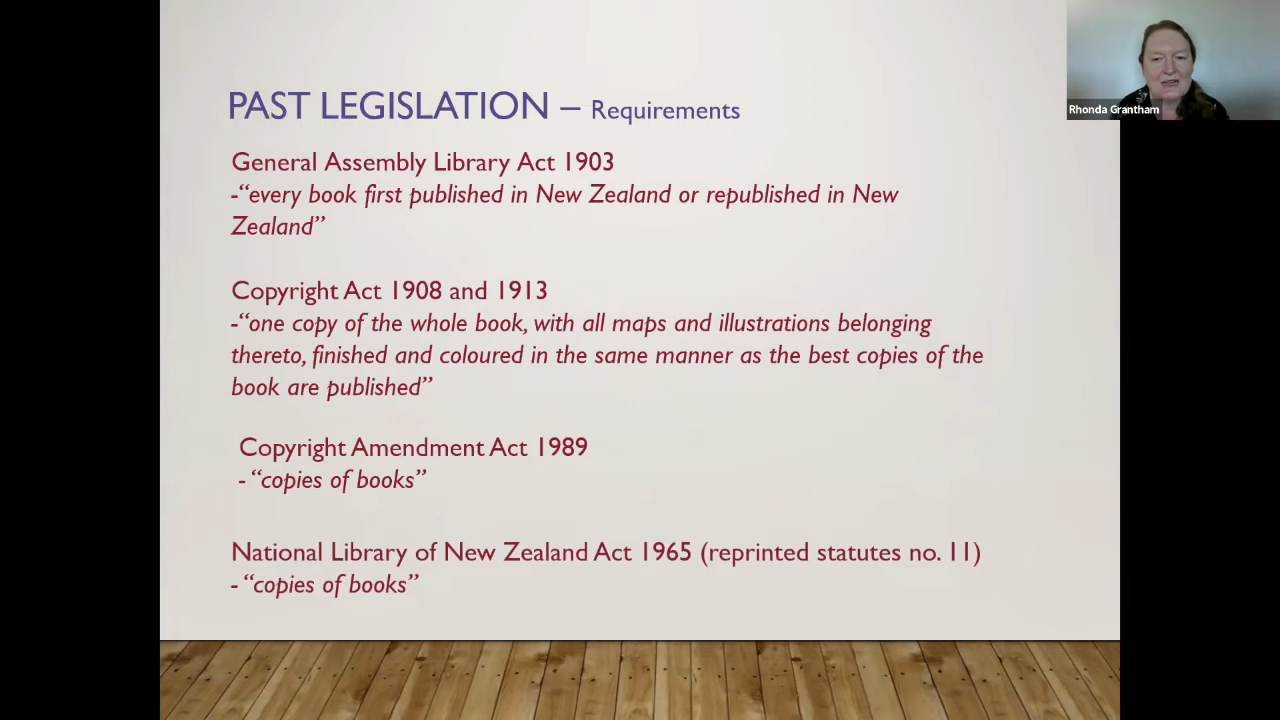 PAST LEGISLATION – Requirements
Rhonda Grantham
General Assembly Library Act 1903
-“every book first published in New Zealand or republished in New
Zealand”
Copyright Act 1908 and 1913
-“one copy of the whole book, with all maps and illustrations belonging
thereto, finished and coloured in the same manner as the best copies of the
book are published”
Copyright Amendment Act 1989
- “copies of books”
National Library of New Zealand Act 1965 (reprinted statutes no. 11)
- “copies of books”